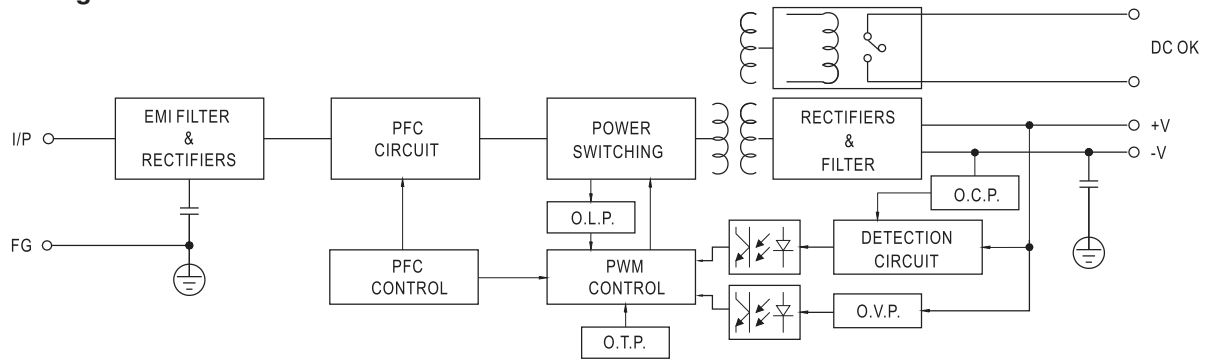 DC OK
I/P
EMI FILTER
&
RECTIFIERS
PFC
CIRCUIT
POWER
SWITCHING
RECTIFIERS
&
FILTER
+V
-V
O.L.P.
O.C.P.
FG
PFC
CONTROL
PWM
CONTROL
DETECTION
CIRCUIT
O.V.P.
O.T.P.